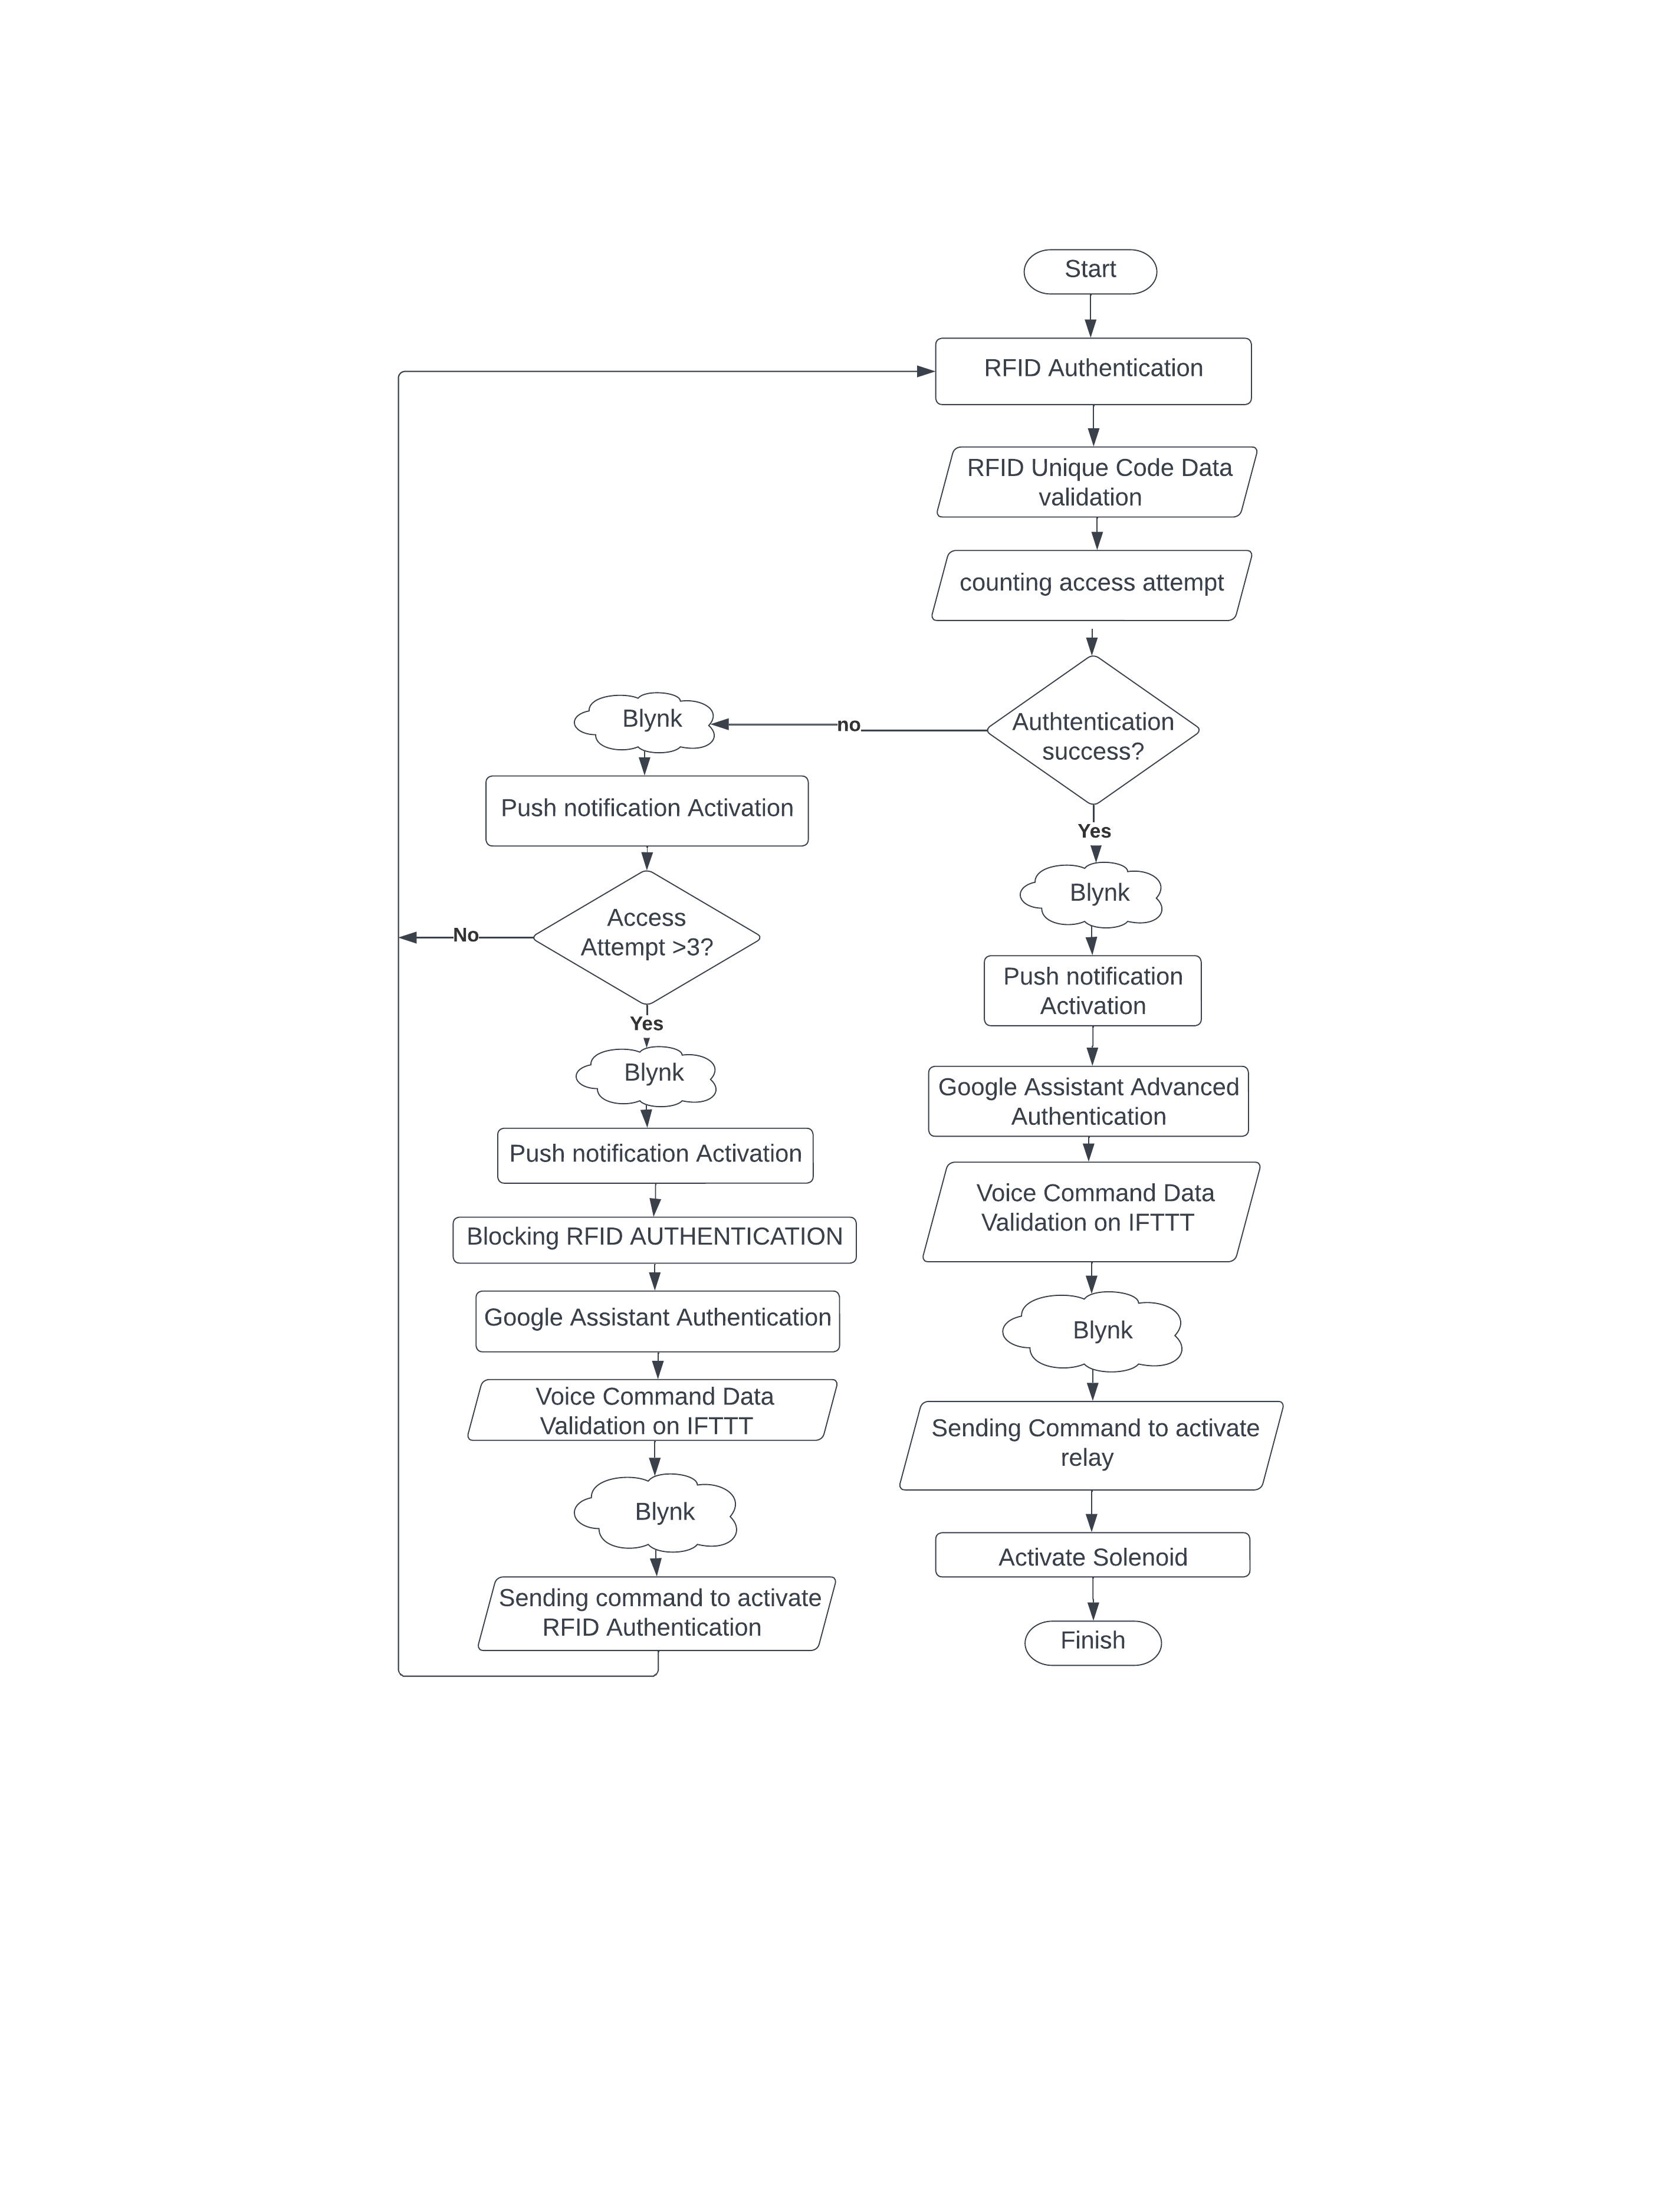 Start
RFID Authentication
RFID Unique Code Data
validation
counting access attempt
Authtentication
success?
no
Blynk
Push notification Activation
Access
Attempt >3?
No
Yes
Blynk
Push notification Activation
Blocking RFID AUTHENTICATION
Google Assistant Authentication
Voice Command Data
Validation on IFTTT
Blynk
Sending command to activate
RFID Authentication
Yes
Blynk
Push notification
Activation
Google Assistant Advanced
Authentication
Voice Command Data
Validation on IFTTT
Blynk
Sending Command to activate
relay
Activate Solenoid
Finish